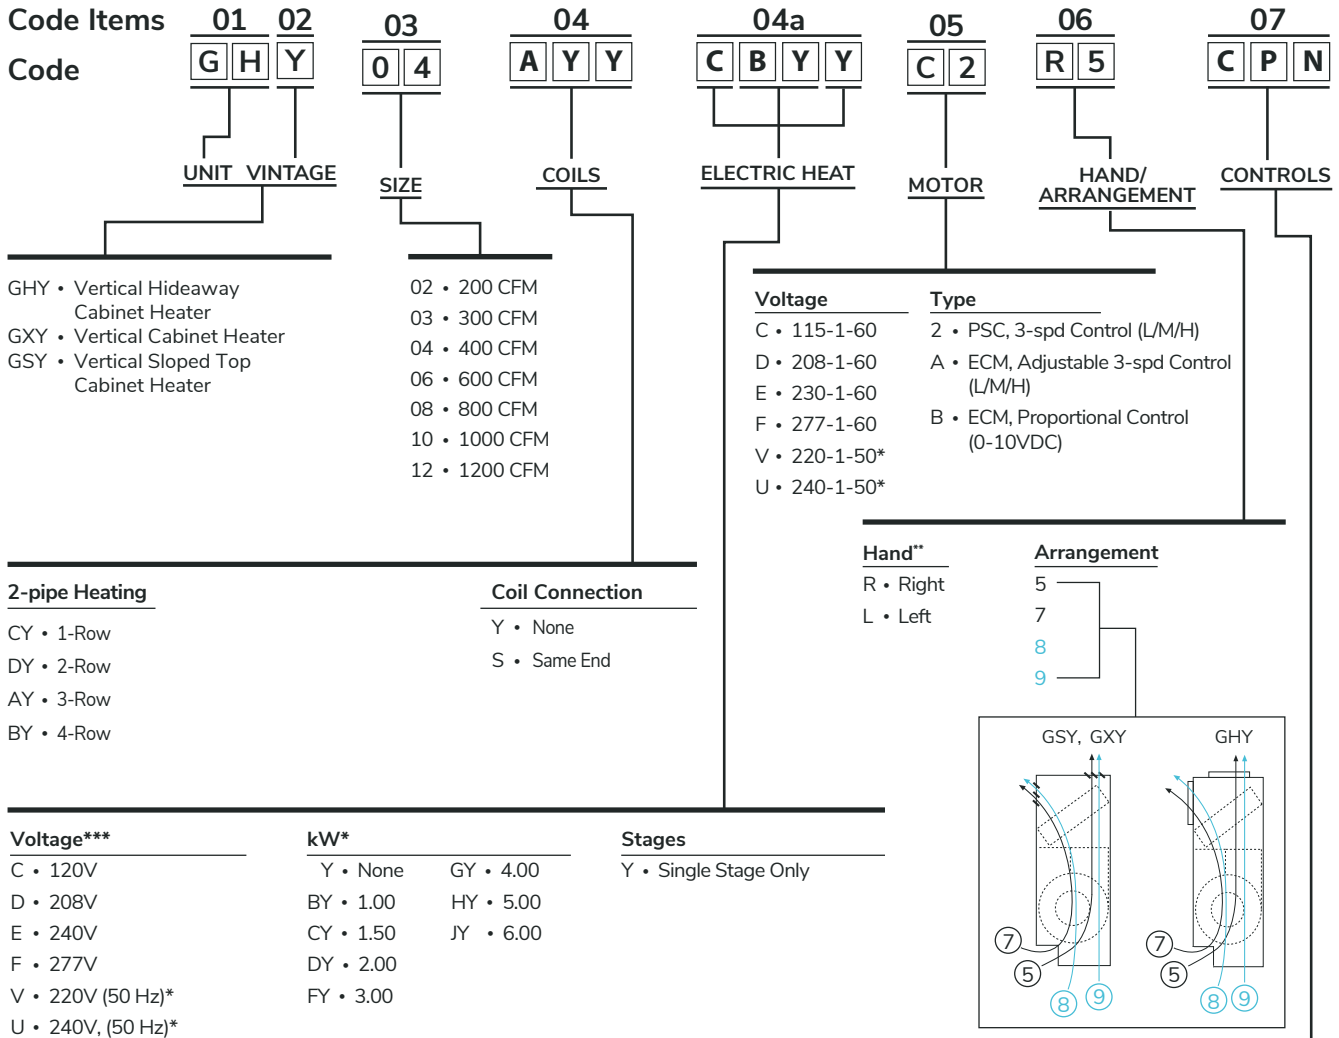 Code Items 01 02 03 04 04a 05 06 07
Code G H Y 0 4 A Y Y C B Y Y C 2 R 5 C P N
UNIT VINTAGE
SIZE
COILS
ELECTRIC HEAT
MOTOR
HAND/
ARRANGEMENT
CONTROLS
GHY • Vertical Hideaway
Cabinet Heater
GXY • Vertical Cabinet Heater
GSY • Vertical Sloped Top
Cabinet Heater
02 • 200 CFM
03 • 300 CFM
04 • 400 CFM
06 • 600 CFM
08 • 800 CFM
10 • 1000 CFM
12 • 1200 CFM
Voltage
C • 115-1-60
D • 208-1-60
E • 230-1-60
F • 277-1-60
V • 220-1-50*
U • 240-1-50*
Type
2 • PSC, 3-spd Control (L/M/H)
A • ECM, Adjustable 3-spd Control
(L/M/H)
B • ECM, Proportional Control
(0-10VDC)
Hand**
R • Right
L • Left
Arrangement
5
7
8
9
2-pipe Heating
CY • 1-Row
DY • 2-Row
AY • 3-Row
BY • 4-Row
Coil Connection
Y • None
S • Same End
GSY, GXY
GHY
7
5
8
9
7
5
8
9
Voltage***
C • 120V
D • 208V
E • 240V
F • 277V
V • 220V (50 Hz)*
U • 240V, (50 Hz)*
kW*
Y • None
BY • 1.00
CY • 1.50
DY • 2.00
FY • 3.00
GY • 4.00
HY • 5.00
JY • 6.00
Stages
Y • Single Stage Only